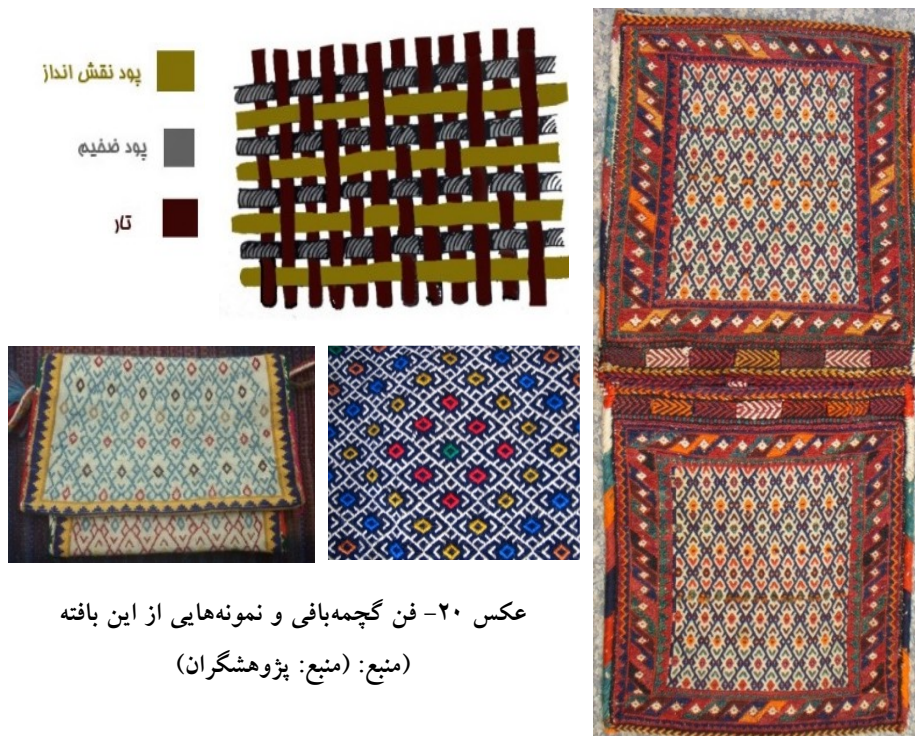 پود نقش انداز
پود ضخیم
تار
عکس ۲۰- فن گچمه‌بافی و نمونه‌هایی از این بافته
(منبع: (منبع: پژوهشگران)